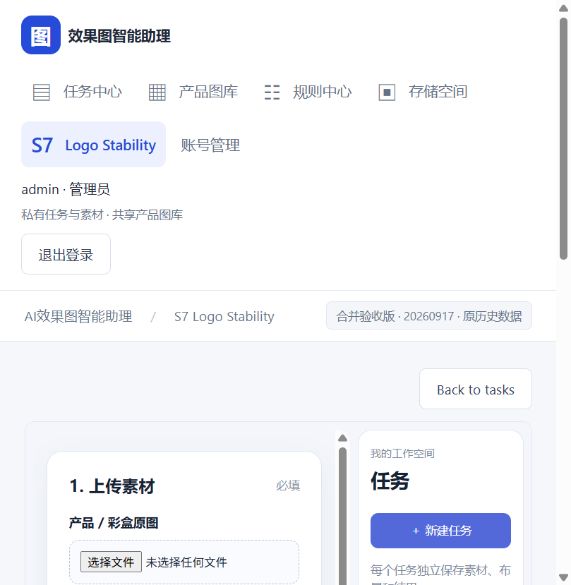 图 效果图智能助理
任务中心 产品图库 规则中心 存储空间
S7 Logo Stability 账号管理
admin · 管理员
私有任务与素材 · 共享产品图库
退出登录
AI效果图智能助理 / S7 Logo Stability 合并验收版 · 20260917 · 原历史数据
Back to tasks
1. 上传素材 必填
产品 / 彩盒原图
选择文件 未选择任何文件
我的工作空间
任务
+ 新建任务
每个任务独立保存素材、布